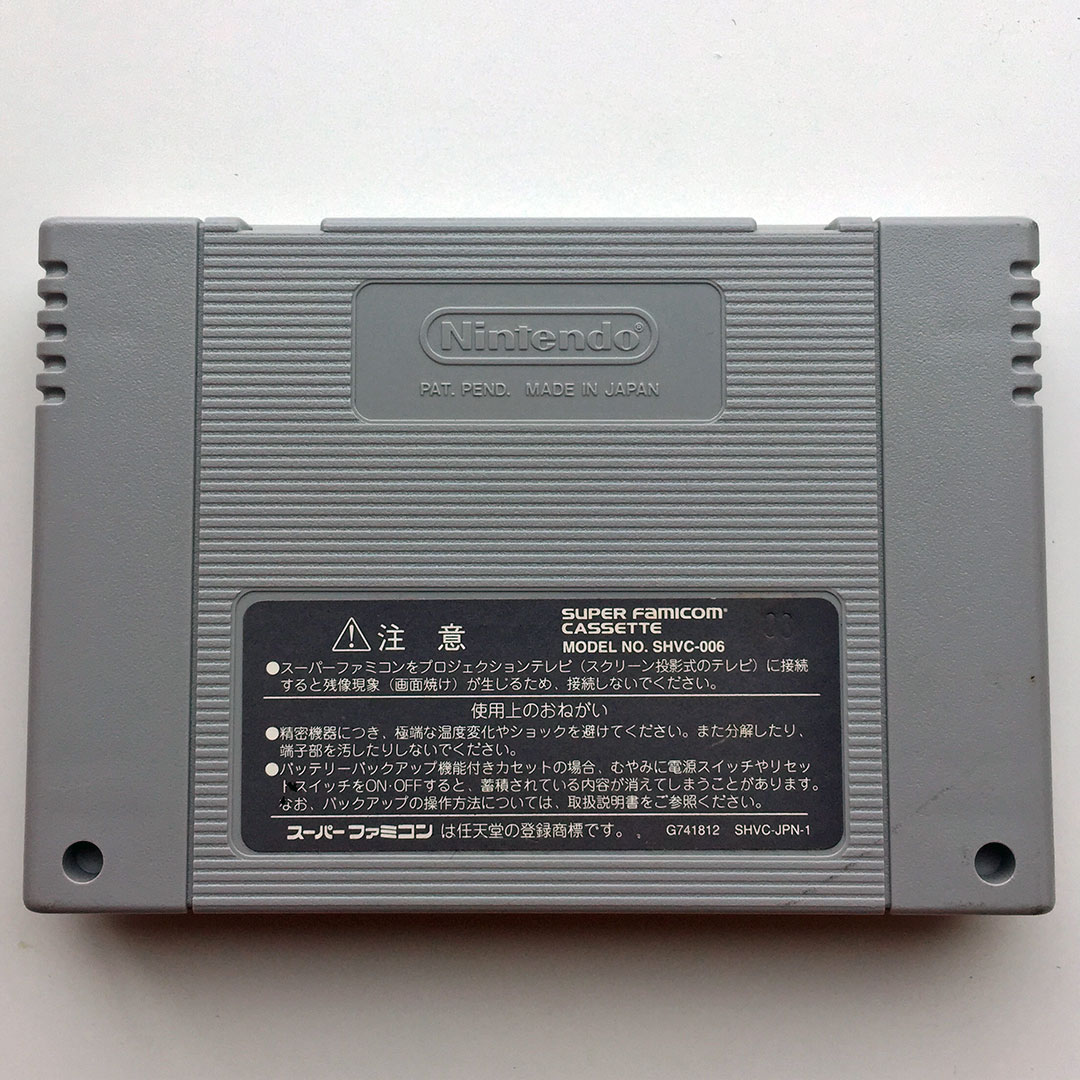 Nintendo®
PAT. PEND. MADE IN JAPAN
⚠注意
SUPER FAMICOM®
CASSETTE
MODEL NO. SHVC-006
●スーパーファミコンをプロジェクションテレビ（スクリーン投影式のテレビ）に接続
すると残像現象（画面焼け）が生じるため、接続しないでください。
使用上のおねがい
●精密機器につき、極端な温度変化やショックを避けてください。また分解したり、
端子部を汚したりしないでください。
●バッテリーバックアップ機能付きカセットの場合、むやみに電源スイッチやリセッ
トスイッチをON・OFFすると、蓄積されている内容が消えてしまうことがあります。
なお、バックアップの操作方法については、取扱説明書をご参照ください。
スーパーファミコンは任天堂の登録商標です。 G741812 SHVC-JPN-1